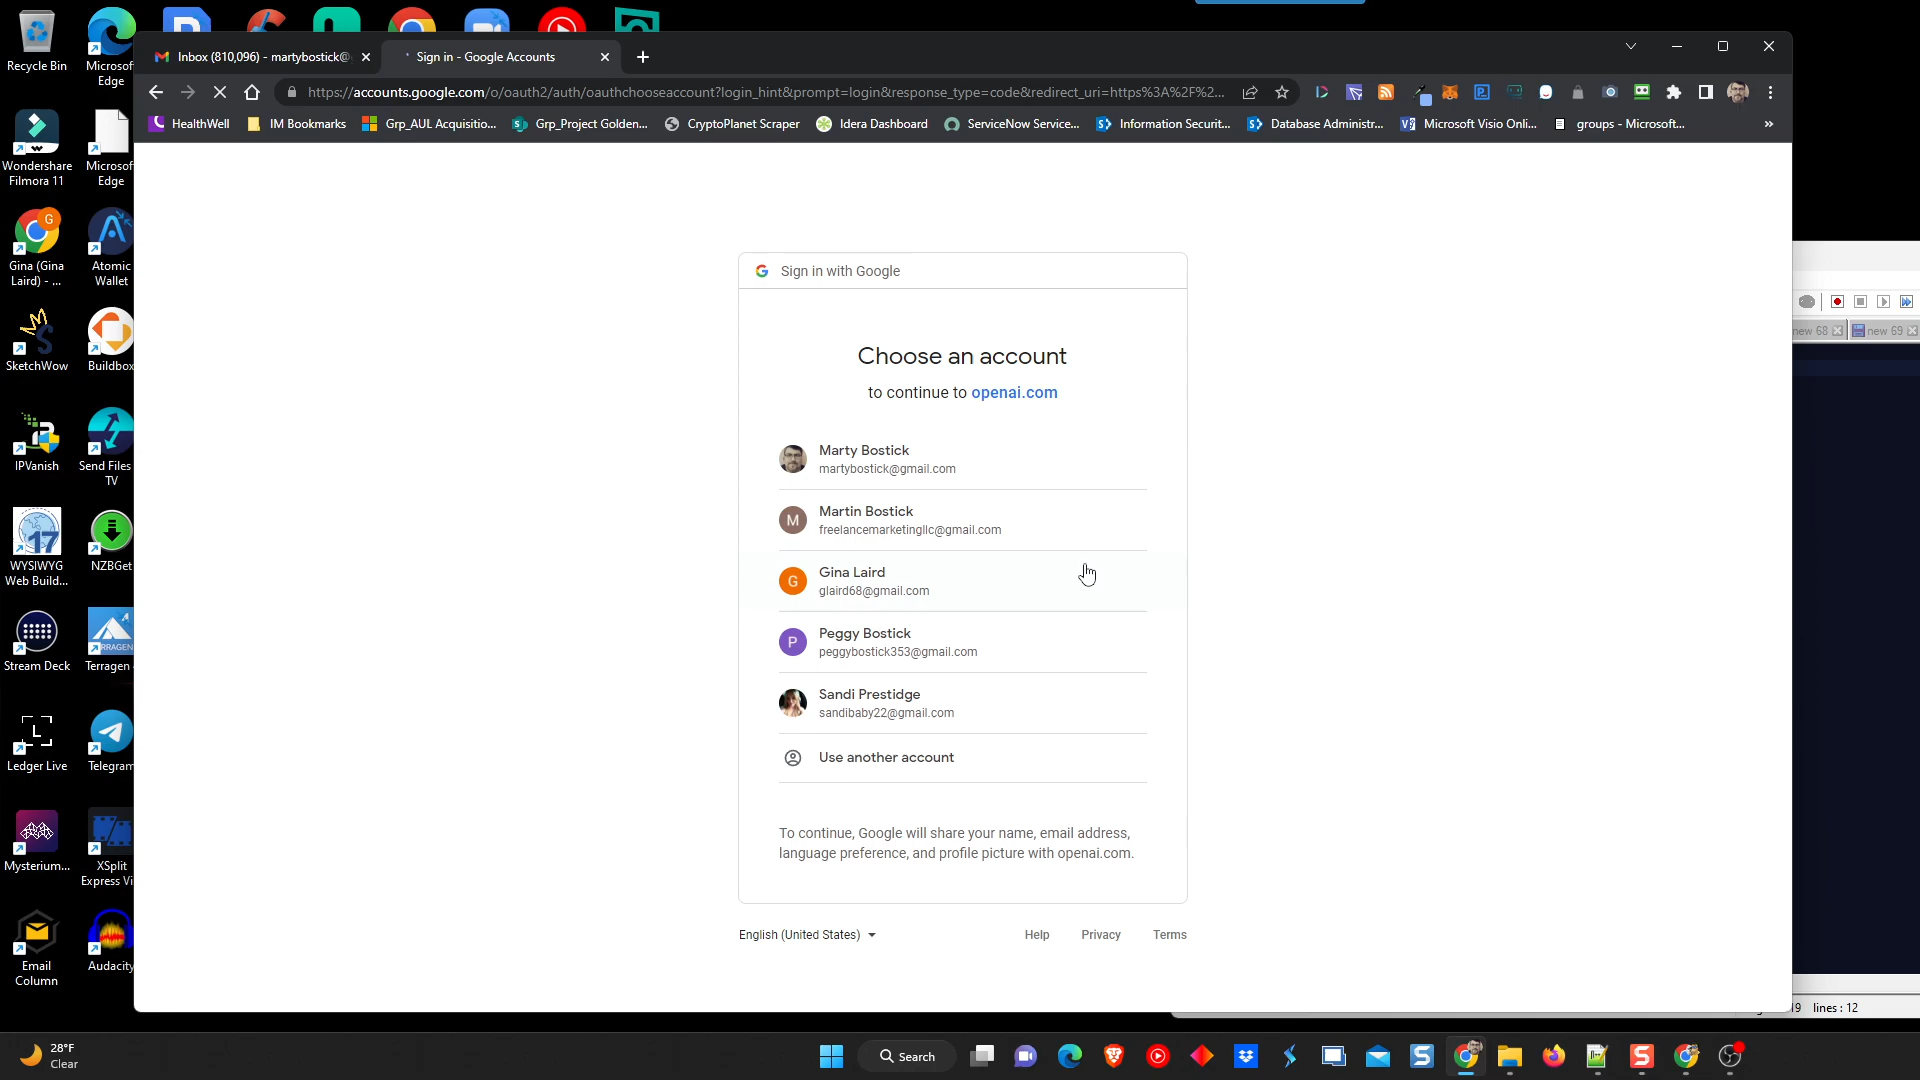 Recycle Bin
Microsof
Edge
Wondershare
Filmora 11
Microsof
Edge
Gina (Gina
Laird) - ...
Atomic
Wallet
SketchWow
Buildbox
IPVanish
Send Files
TV
WYSIWYG
Web Build...
NZBGet
Stream Deck
Terragen
Ledger Live
Telegram
Mysterium...
XSplit
Express Vi
Email
Column
Audacity
Inbox (810,096) - martybostick@
Sign in - Google Accounts
https://accounts.google.com/o/oauth2/auth/oauthchooseaccount?login_hint&prompt=login&response_type=code&redirect_uri=https%3A%2F%2...
HealthWell
IM Bookmarks
Grp_AUL Acquisitio...
Grp_Project Golden...
CryptoPlanet Scraper
Idera Dashboard
ServiceNow Service...
Information Securit...
Database Administr...
Microsoft Visio Onli...
groups - Microsoft...
»
Sign in with Google
Choose an account
to continue to openai.com
Marty Bostick
martybostick@gmail.com
M
Martin Bostick
freelancemarketingllc@gmail.com
G
Gina Laird
glaird68@gmail.com
P
Peggy Bostick
peggybostick353@gmail.com
Sandi Prestidge
sandibaby22@gmail.com
Use another account
To continue, Google will share your name, email address,
language preference, and profile picture with openai.com.
English (United States)
Help
Privacy
Terms
new 68
new 69
lines : 12
28°F
Clear
Search